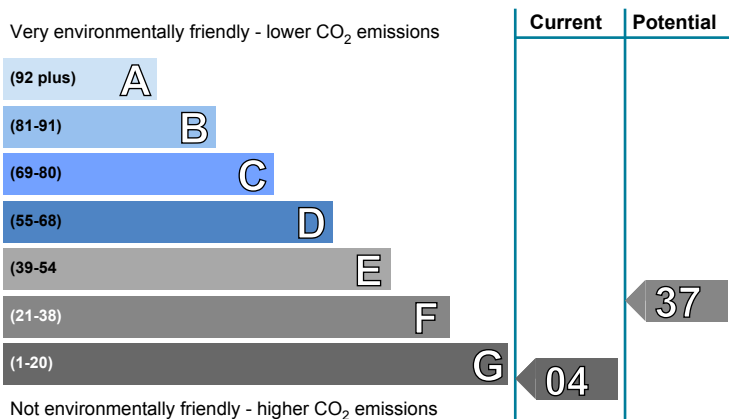 Current Potential
Very environmentally friendly - lower CO₂ emissions
(92 plus) A
(81-91) B
(69-80) C
(55-68) D
(39-54 E
(21-38) F
37
(1-20) G
04
Not environmentally friendly - higher CO₂ emissions